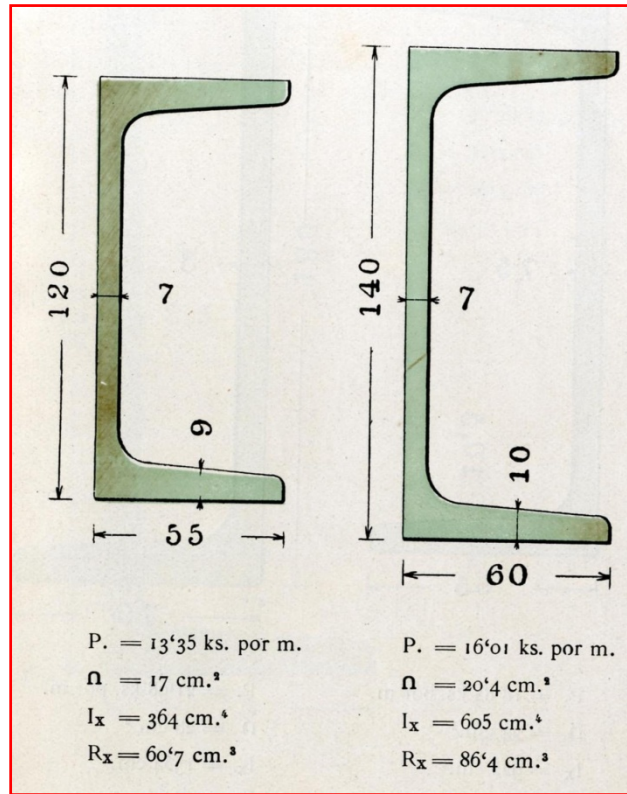 120
7
9
55
140
7
10
60
P. = 13‘35 ks. por m.
Ω = 17 cm.²
Ix = 364 cm.⁴
Rx = 60‘7 cm.³
P. = 16‘01 ks. por m.
Ω = 20‘4 cm.²
Ix = 605 cm.⁴
Rx = 86‘4 cm.³